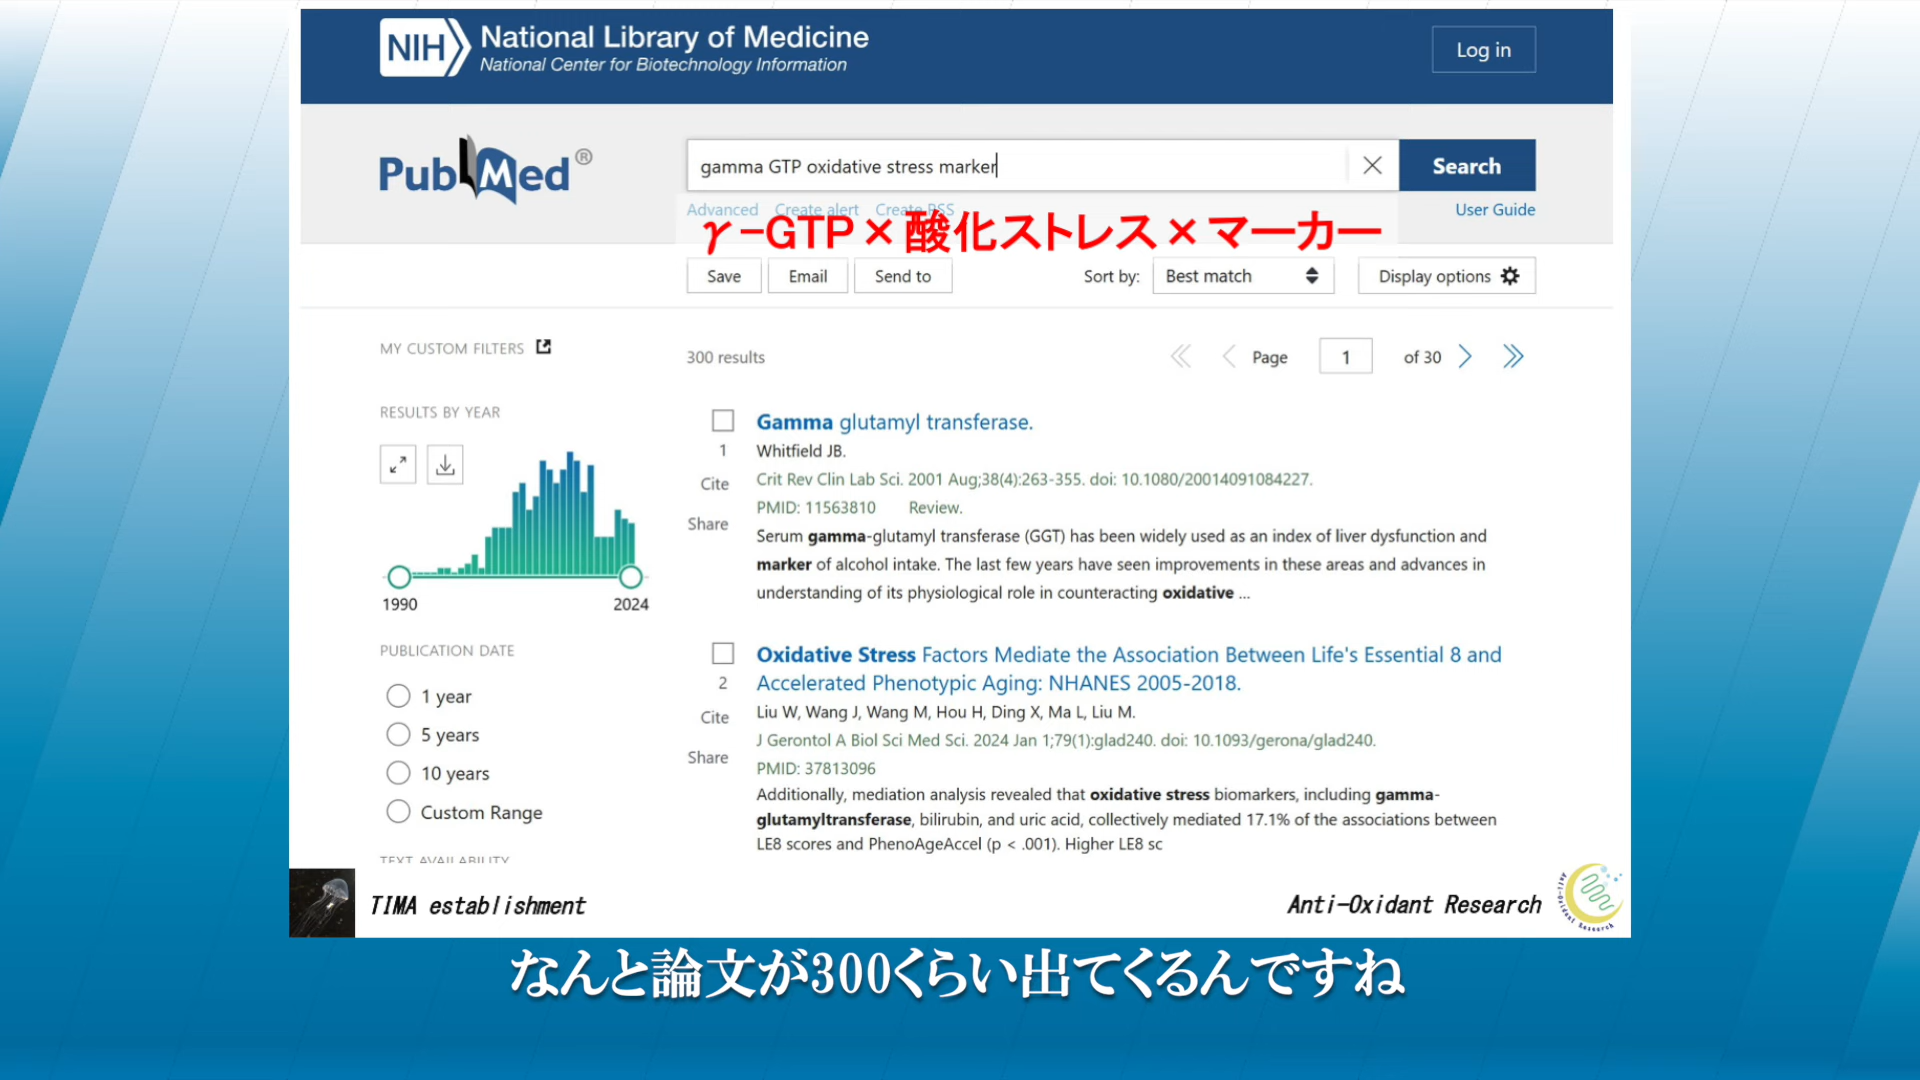 NIH National Library of Medicine
National Center for Biotechnology Information
Log in
PubMed®
gamma GTP oxidative stress marker
Search
Advanced Create alert Create RSS
User Guide
γ-GTP×酸化ストレス×マーカー
Save Email Send to
Sort by: Best match
Display options
MY CUSTOM FILTERS
300 results
Page 1 of 30
RESULTS BY YEAR
1990 2024
PUBLICATION DATE
1 year
5 years
10 years
Custom Range
TEXT AVAILABILITY
1
Cite
Share
Gamma glutamyl transferase.
Whitfield JB.
Crit Rev Clin Lab Sci. 2001 Aug;38(4):263-355. doi: 10.1080/20014091084227.
PMID: 11563810 Review.
Serum gamma-glutamyl transferase (GGT) has been widely used as an index of liver dysfunction and
marker of alcohol intake. The last few years have seen improvements in these areas and advances in
understanding of its physiological role in counteracting oxidative ...
2
Cite
Share
Oxidative Stress Factors Mediate the Association Between Life's Essential 8 and
Accelerated Phenotypic Aging: NHANES 2005-2018.
Liu W, Wang J, Wang M, Hou H, Ding X, Ma L, Liu M.
J Gerontol A Biol Sci Med Sci. 2024 Jan 1;79(1):glad240. doi: 10.1093/gerona/glad240.
PMID: 37813096
Additionally, mediation analysis revealed that oxidative stress biomarkers, including gamma-
glutamyltransferase, bilirubin, and uric acid, collectively mediated 17.1% of the associations between
LE8 scores and PhenoAgeAccel (p < .001). Higher LE8 sc
TIMA establishment
Anti-Oxidant Research
Anti-Oxidant Research
なんと論文が300くらい出てくるんですね